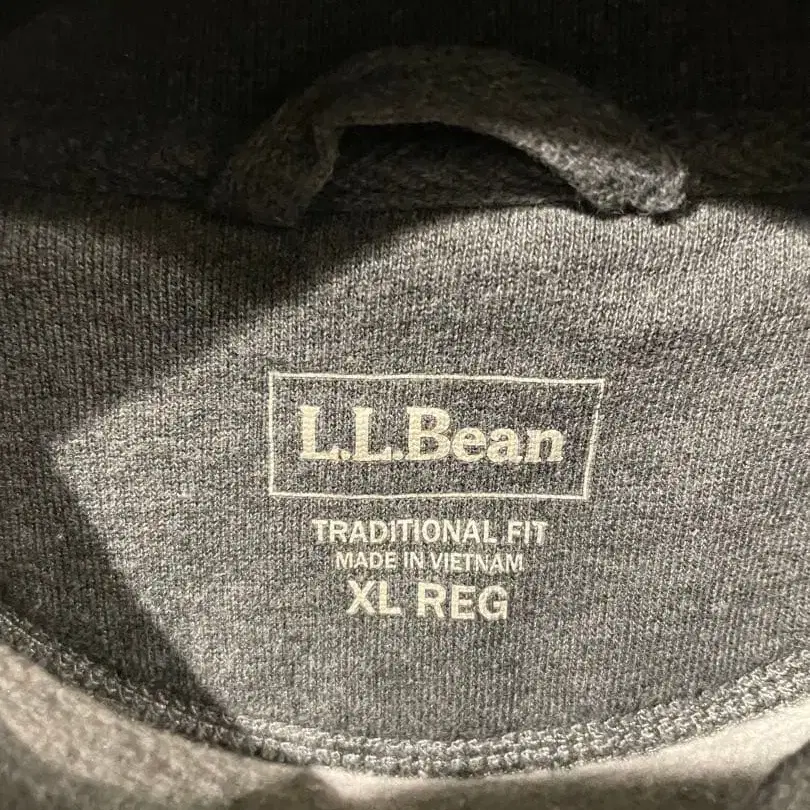 L.L.Bean
TRADITIONAL FIT
MADE IN VIETNAM
XL REG